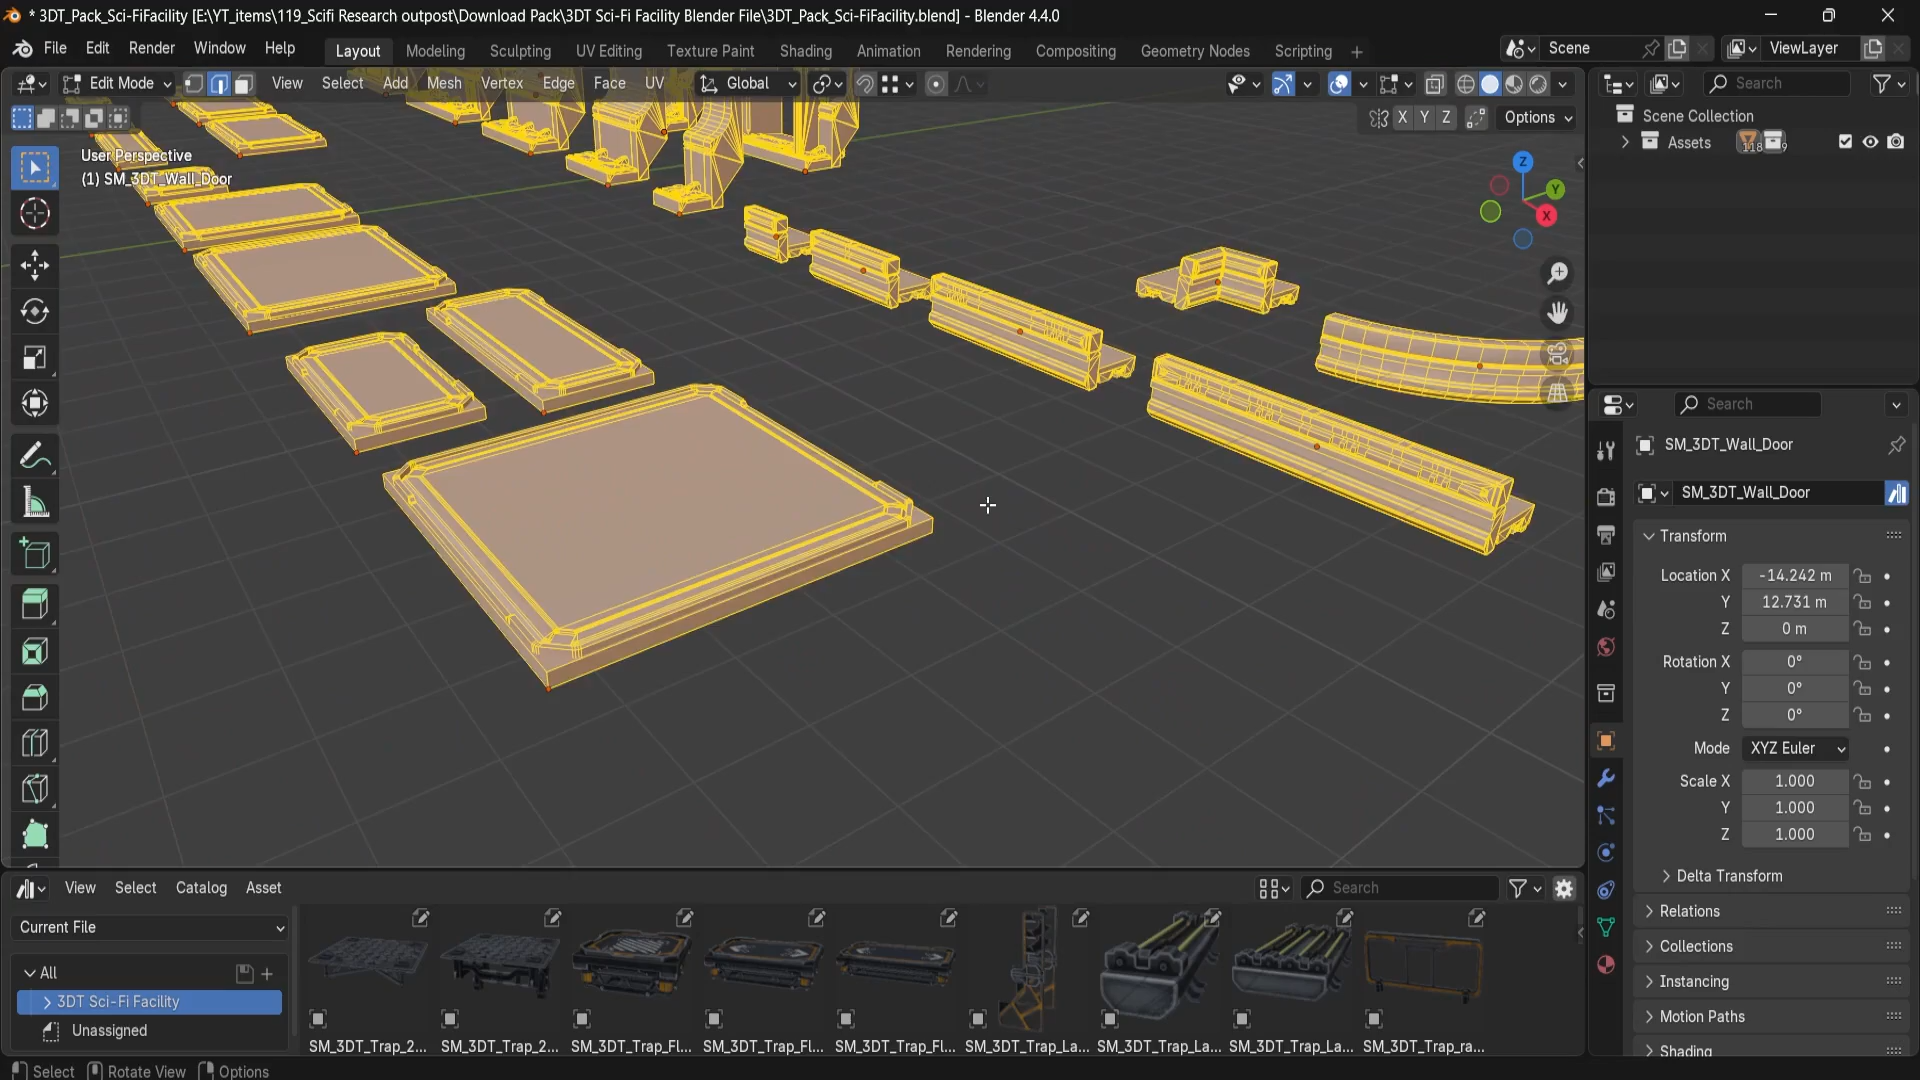 * 3DT_Pack_Sci-FiFacility [E:\YT_items\119_Scifi Research outpost\Download Pack\3DT Sci-Fi Facility Blender File\3DT_Pack_Sci-FiFacility.blend] - Blender 4.4.0
File Edit Render Window Help Layout Modeling Sculpting UV Editing Texture Paint Shading Animation Rendering Compositing Geometry Nodes Scripting + Scene ViewLayer
Edit Mode View Select Add Mesh Vertex Edge Face UV Global Search
X Y Z Options
Scene Collection
Assets 118 9
User Perspective
(1) SM_3DT_Wall_Door
Z
Y
X
Search
SM_3DT_Wall_Door
SM_3DT_Wall_Door
Transform
Location X -14.242 m
Y 12.731 m
Z 0 m
Rotation X 0°
Y 0°
Z 0°
Mode XYZ Euler
Scale X 1.000
Y 1.000
Z 1.000
Delta Transform
Relations
Collections
Instancing
Motion Paths
Shading
View Select Catalog Asset Search
Current File
All
3DT Sci-Fi Facility
Unassigned
SM_3DT_Trap_2... SM_3DT_Trap_2... SM_3DT_Trap_Fl... SM_3DT_Trap_Fl... SM_3DT_Trap_Fl... SM_3DT_Trap_La... SM_3DT_Trap_La... SM_3DT_Trap_La... SM_3DT_Trap_ra...
Select Rotate View Options